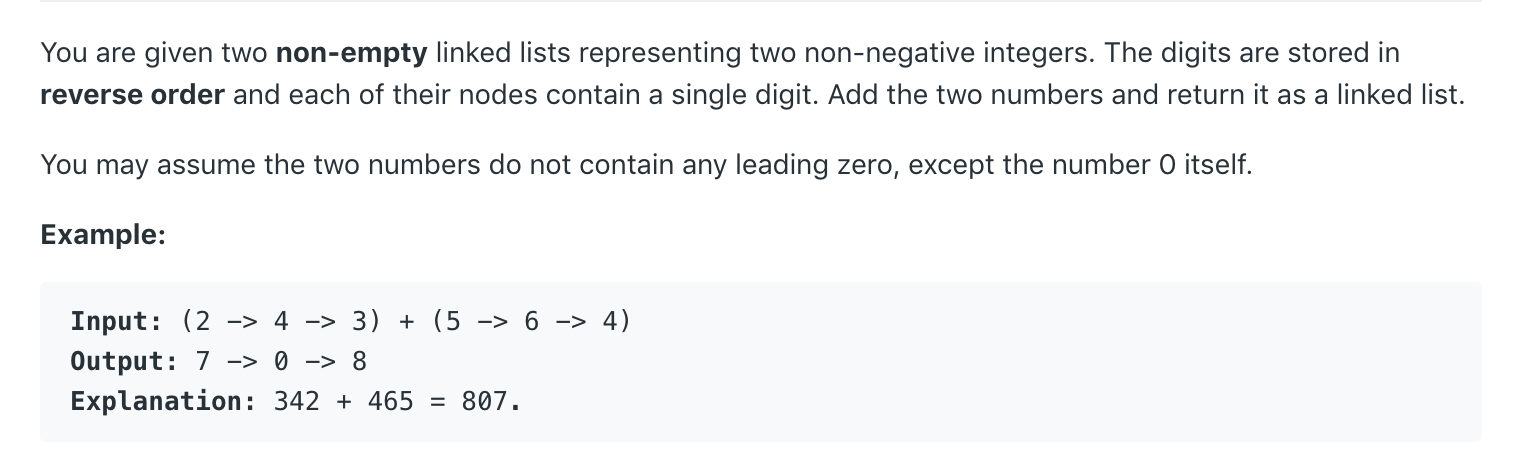 You are given two non-empty linked lists representing two non-negative integers. The digits are stored in
reverse order and each of their nodes contain a single digit. Add the two numbers and return it as a linked list.
You may assume the two numbers do not contain any leading zero, except the number 0 itself.
Example:
Input: (2 -> 4 -> 3) + (5 -> 6 -> 4)
Output: 7 -> 0 -> 8
Explanation: 342 + 465 = 807.